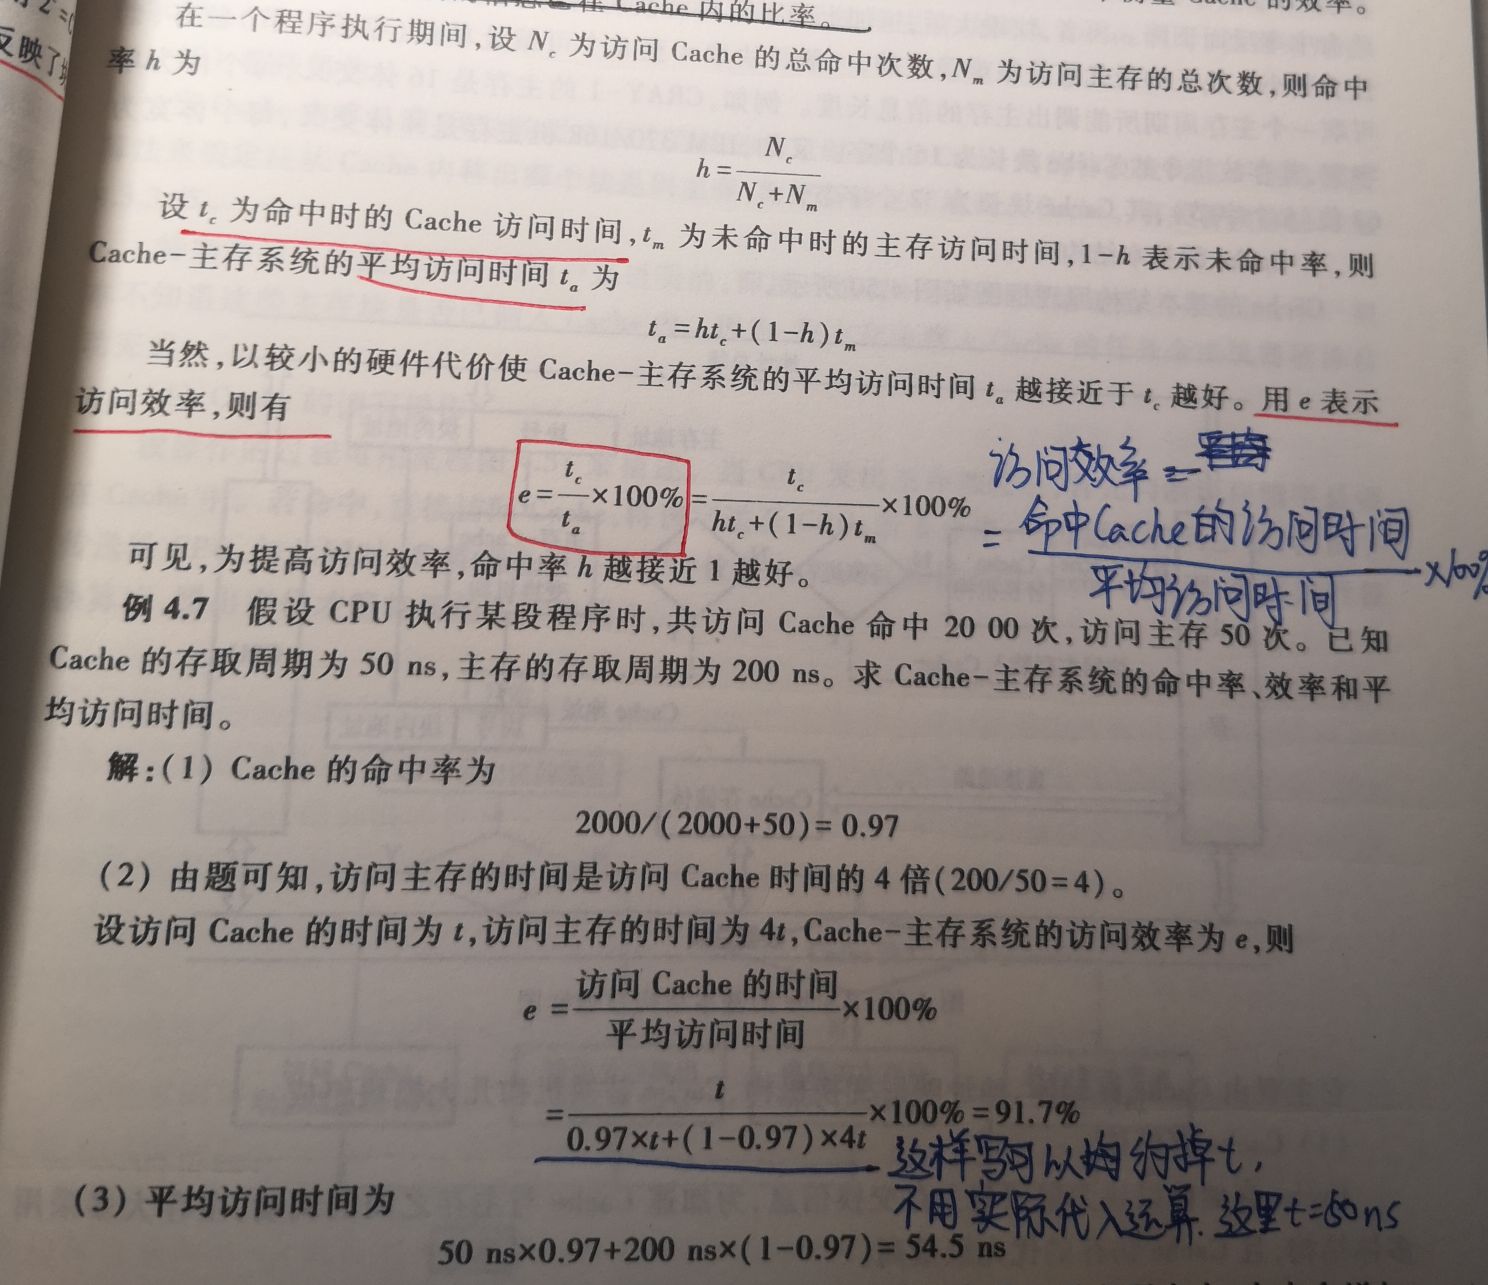 Cache 内的比率。
Cache 的效率。
反映了
在一个程序执行期间,设 N_c 为访问 Cache 的总命中次数,N_m 为访问主存的总次数,则命中
率 h 为
h = N_c / (N_c+N_m)
设 t_c 为命中时的 Cache 访问时间,t_m 为未命中时的主存访问时间,1-h 表示未命中率,则
Cache-主存系统的平均访问时间 t_a 为
t_a = ht_c+(1-h)t_m
当然,以较小的硬件代价使 Cache-主存系统的平均访问时间 t_a 越接近于 t_c 越好。用 e 表示
访问效率,则有
e = t_c / t_a ×100% = t_c / (ht_c+(1-h)t_m) ×100%
访问效率 =
= 命中Cache的访问时间 / 平均访问时间 ×100%
可见,为提高访问效率,命中率 h 越接近 1 越好。
例 4.7 假设 CPU 执行某段程序时,共访问 Cache 命中 20 00 次,访问主存 50 次。已知
Cache 的存取周期为 50 ns,主存的存取周期为 200 ns。求 Cache-主存系统的命中率、效率和平
均访问时间。
解:(1) Cache 的命中率为
2000/(2000+50)= 0.97
(2) 由题可知,访问主存的时间是访问 Cache 时间的 4 倍(200/50=4)。
设访问 Cache 的时间为 t,访问主存的时间为 4t,Cache-主存系统的访问效率为 e,则
e = 访问 Cache 的时间 / 平均访问时间 ×100%
= t / (0.97×t+(1-0.97)×4t) ×100% = 91.7%
这样写可以约掉t,
不用实际代入运算.这里t=50ns
(3) 平均访问时间为
50 ns×0.97+200 ns×(1-0.97)= 54.5 ns